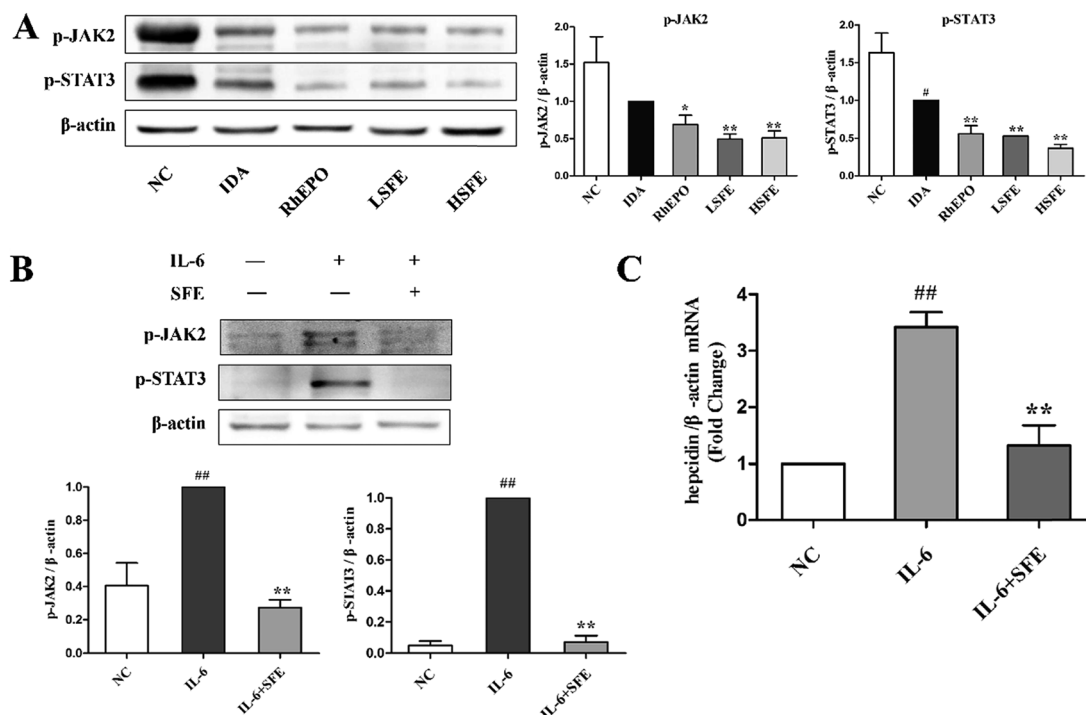 A
p-JAK2
p-STAT3
β-actin
NC IDA RhEPO LSFE HSFE
p-JAK2
p-JAK2 / β -actin
2.0
1.5
1.0
0.5
0.0
* ** **
NC IDA RhEPO LSFE HSFE
p-STAT3
p-STAT3 / β -actin
2.0
1.5
1.0
0.5
0.0
# ** ** **
NC IDA RhEPO LSFE HSFE
B
IL-6 — + +
SFE — — +
p-JAK2
p-STAT3
β-actin
p-JAK2 / β -actin
1.0
0.8
0.6
0.4
0.2
0.0
##
**
NC IL-6 IL-6+SFE
p-STAT3 / β -actin
1.0
0.8
0.6
0.4
0.2
0.0
##
**
NC IL-6 IL-6+SFE
C
hepcidin/β -actin mRNA
(Fold Change)
4
3
2
1
0
##
**
NC IL-6 IL-6+SFE